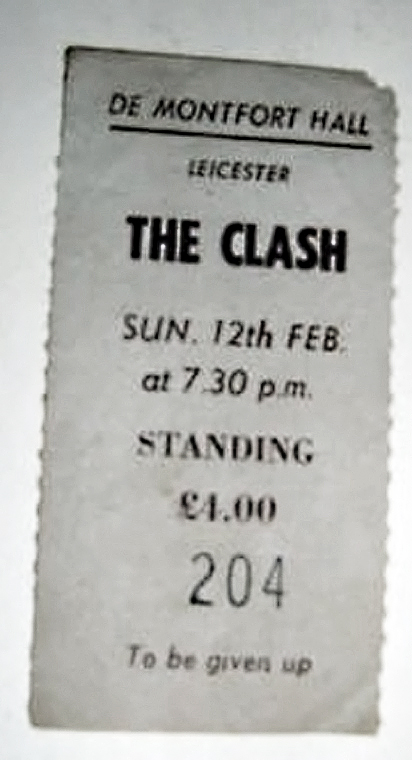 DE MONTFORT HALL
LEICESTER
THE CLASH
SUN. 12th FEB.
at 7.30 p.m.
STANDING
£4.00
204
To be given up